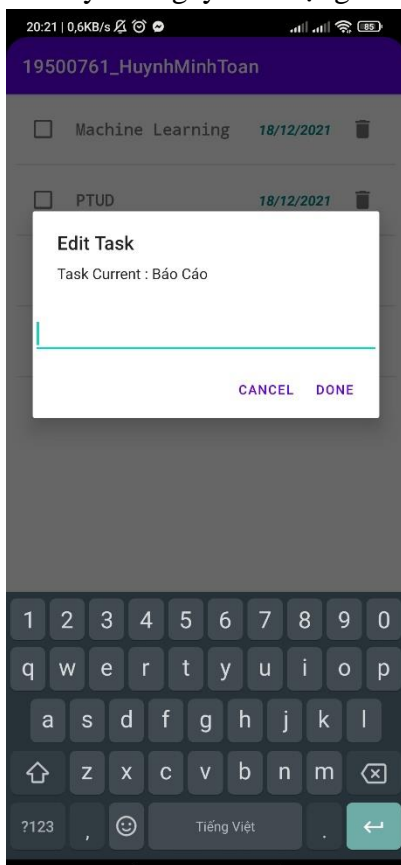 20:21 | 0,6KB/s 85
19500761_HuynhMinhToan
Machine Learning 18/12/2021
PTUD 18/12/2021
Edit Task
Task Current : Báo Cáo
CANCEL DONE
1 2 3 4 5 6 7 8 9 0
q w e r t y u i o p
a s d f g h j k l
z x c v b n m
?123 , Tiếng Việt .